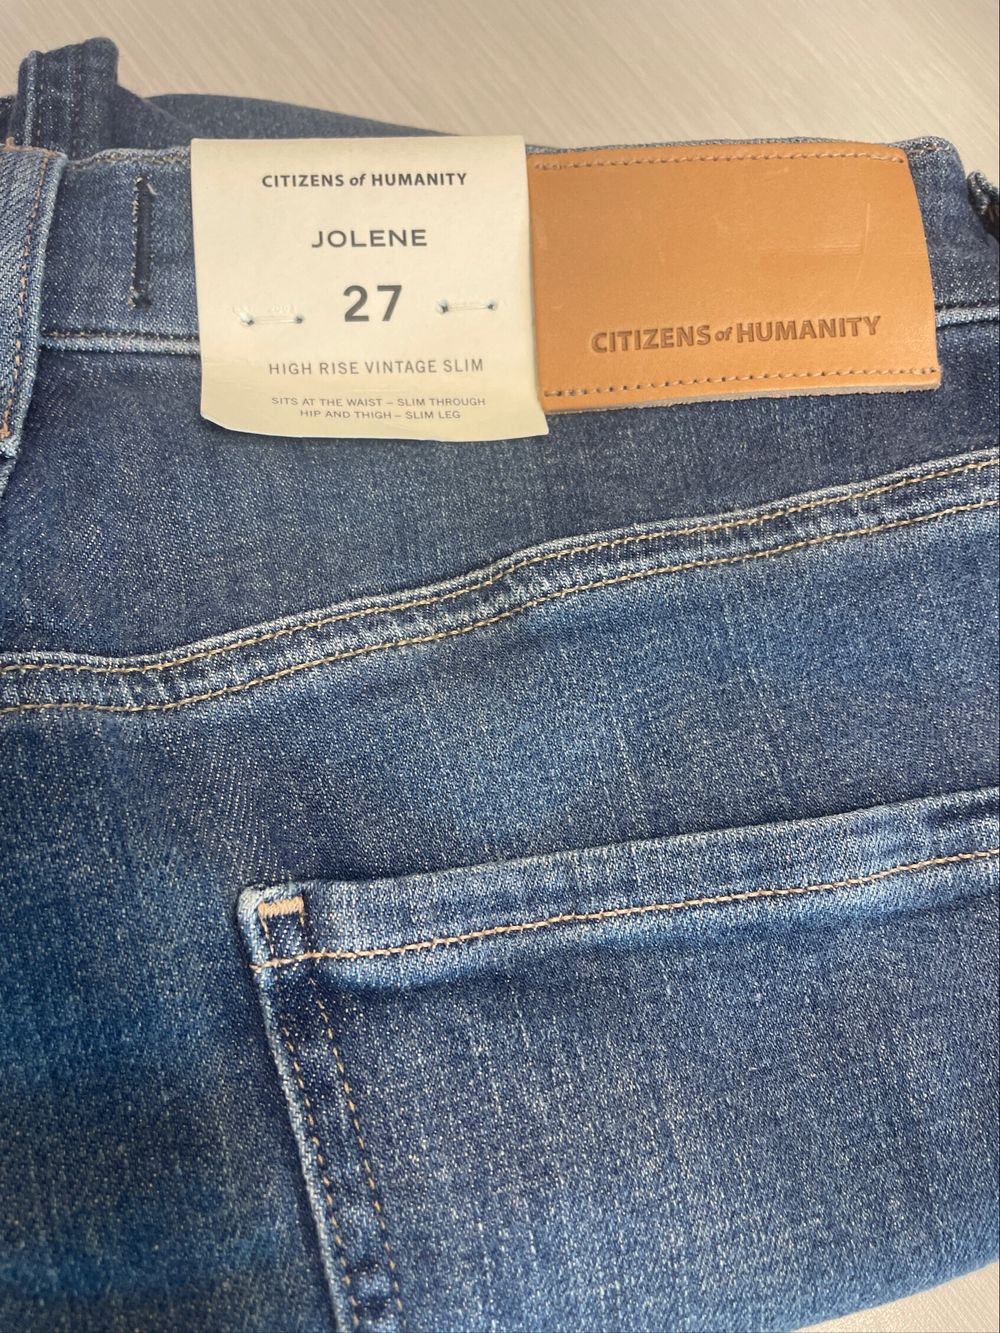 CITIZENS of HUMANITY
JOLENE
27
HIGH RISE VINTAGE SLIM
SITS AT THE WAIST – SLIM THROUGH
HIP AND THIGH – SLIM LEG
CITIZENS of HUMANITY